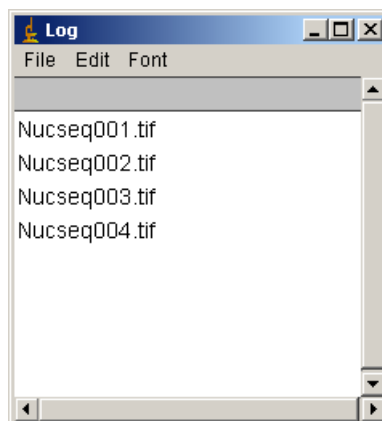 Log
File Edit Font
Nucseq001.tif
Nucseq002.tif
Nucseq003.tif
Nucseq004.tif